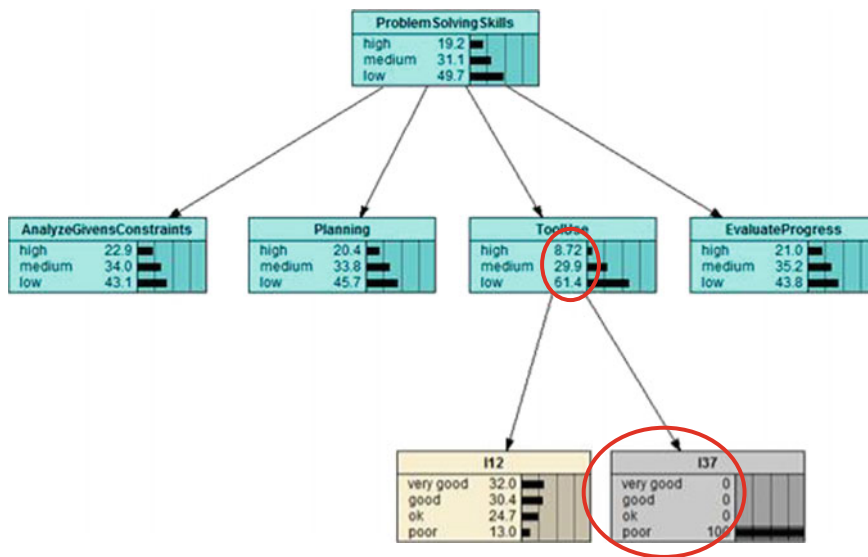 ProblemSolvingSkills
high 19.2
medium 31.1
low 49.7
AnalyzeGivensConstraints
high 22.9
medium 34.0
low 43.1
Planning
high 20.4
medium 33.8
low 45.7
ToolUse
high 8.72
medium 29.9
low 61.4
EvaluateProgress
high 21.0
medium 35.2
low 43.8
I12
very good 32.0
good 30.4
ok 24.7
poor 13.0
I37
very good 0
good 0
ok 0
poor 100